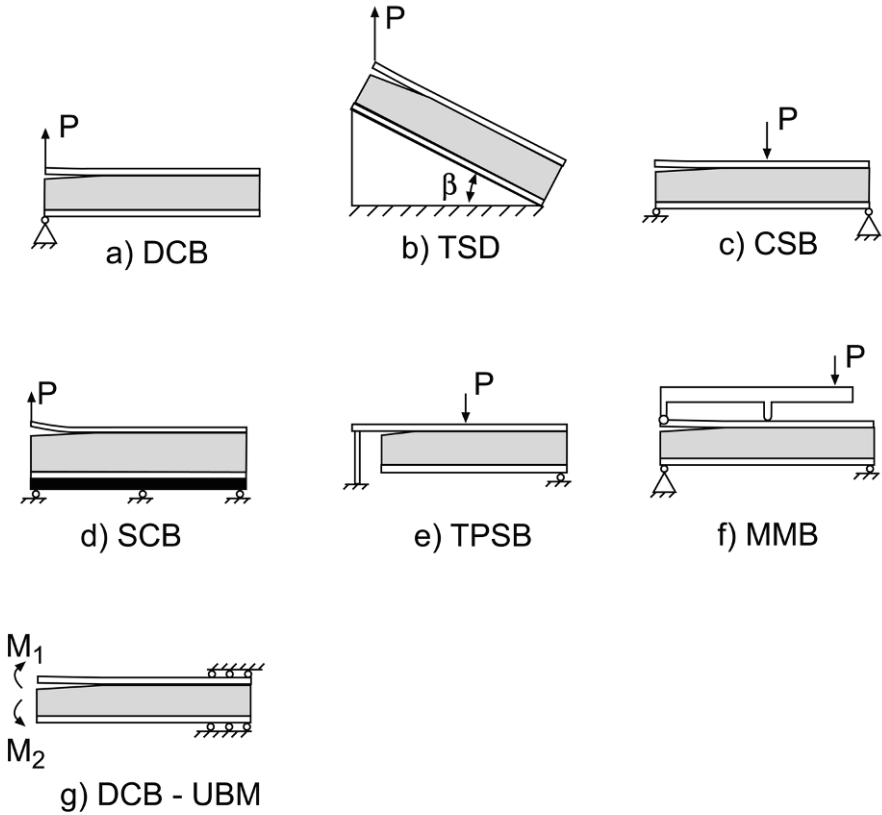 P
P
P
β
a) DCB
b) TSD
c) CSB
P
P
P
d) SCB
e) TPSB
f) MMB
M1
M2
g) DCB - UBM